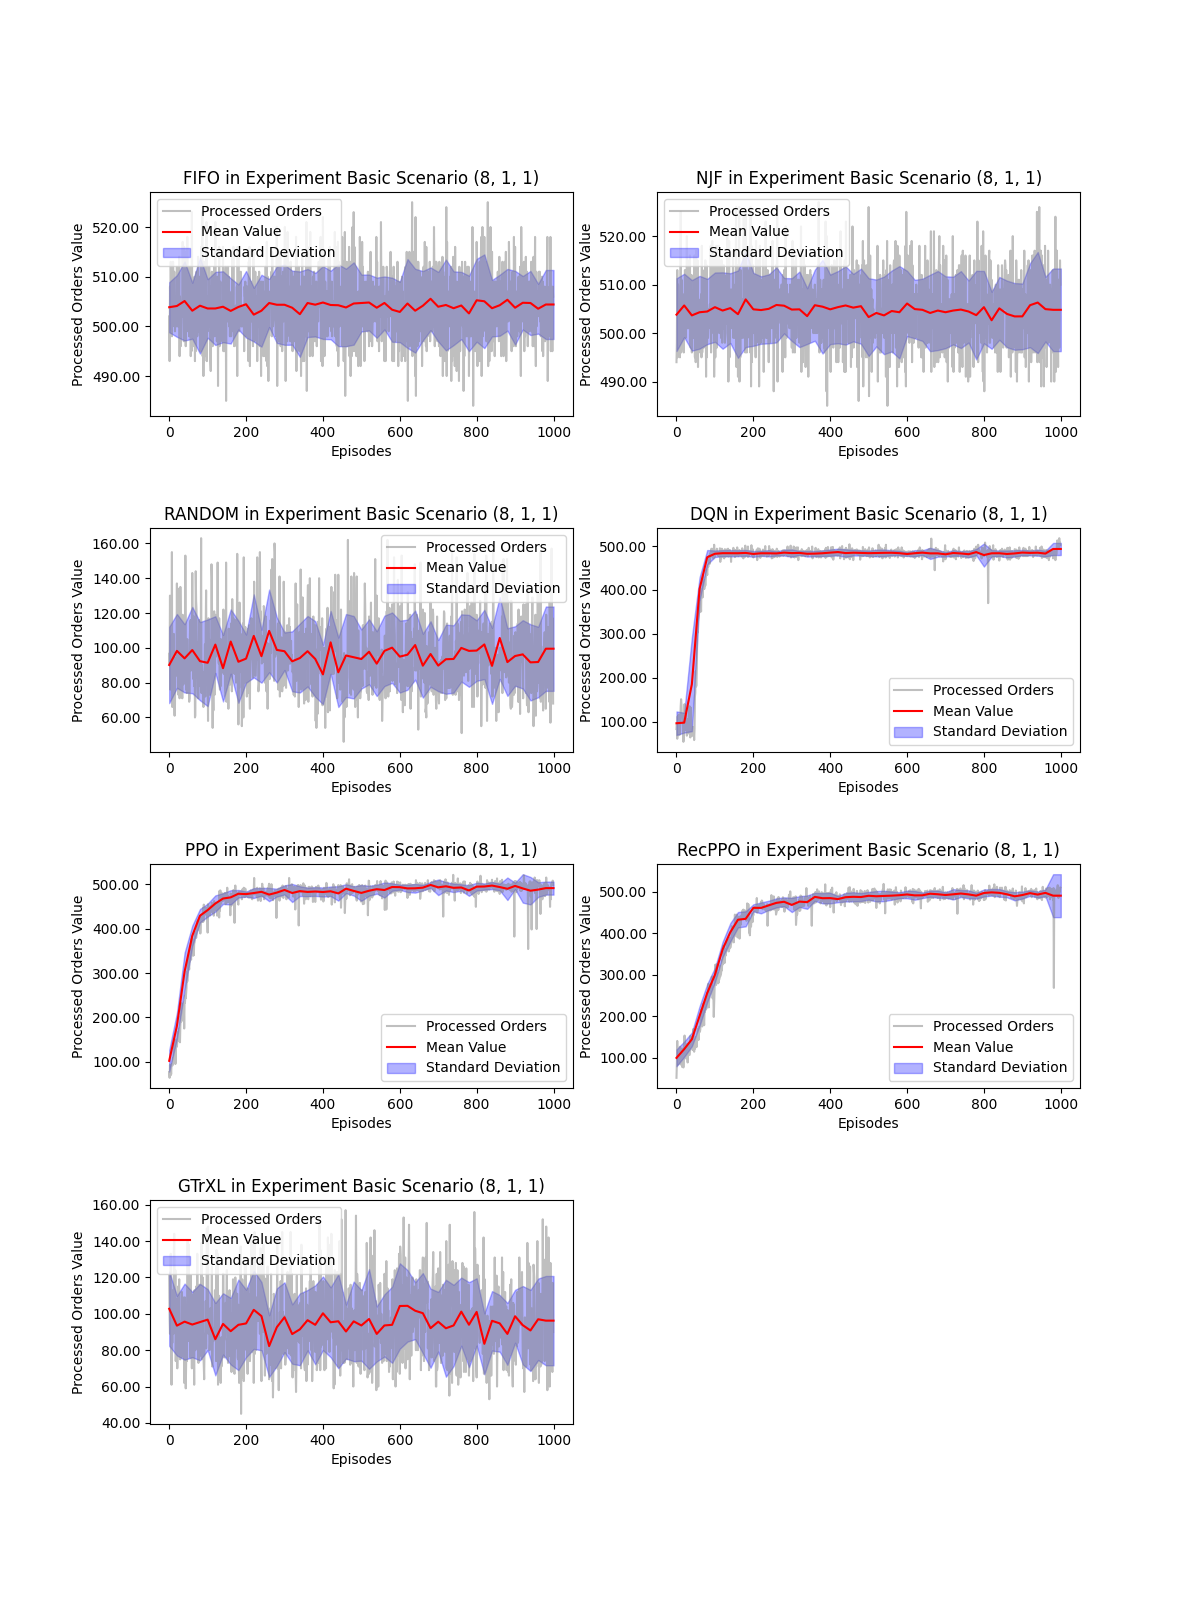 FIFO in Experiment Basic Scenario (8, 1, 1)
Processed Orders Value
520.00
510.00
500.00
490.00
Processed Orders
Mean Value
Standard Deviation
0 200 400 600 800 1000
Episodes
NJF in Experiment Basic Scenario (8, 1, 1)
Processed Orders Value
520.00
510.00
500.00
490.00
Processed Orders
Mean Value
Standard Deviation
0 200 400 600 800 1000
Episodes
RANDOM in Experiment Basic Scenario (8, 1, 1)
Processed Orders Value
160.00
140.00
120.00
100.00
80.00
60.00
Processed Orders
Mean Value
Standard Deviation
0 200 400 600 800 1000
Episodes
DQN in Experiment Basic Scenario (8, 1, 1)
Processed Orders Value
500.00
400.00
300.00
200.00
100.00
Processed Orders
Mean Value
Standard Deviation
0 200 400 600 800 1000
Episodes
PPO in Experiment Basic Scenario (8, 1, 1)
Processed Orders Value
500.00
400.00
300.00
200.00
100.00
Processed Orders
Mean Value
Standard Deviation
0 200 400 600 800 1000
Episodes
RecPPO in Experiment Basic Scenario (8, 1, 1)
Processed Orders Value
500.00
400.00
300.00
200.00
100.00
Processed Orders
Mean Value
Standard Deviation
0 200 400 600 800 1000
Episodes
GTrXL in Experiment Basic Scenario (8, 1, 1)
Processed Orders Value
160.00
140.00
120.00
100.00
80.00
60.00
40.00
Processed Orders
Mean Value
Standard Deviation
0 200 400 600 800 1000
Episodes